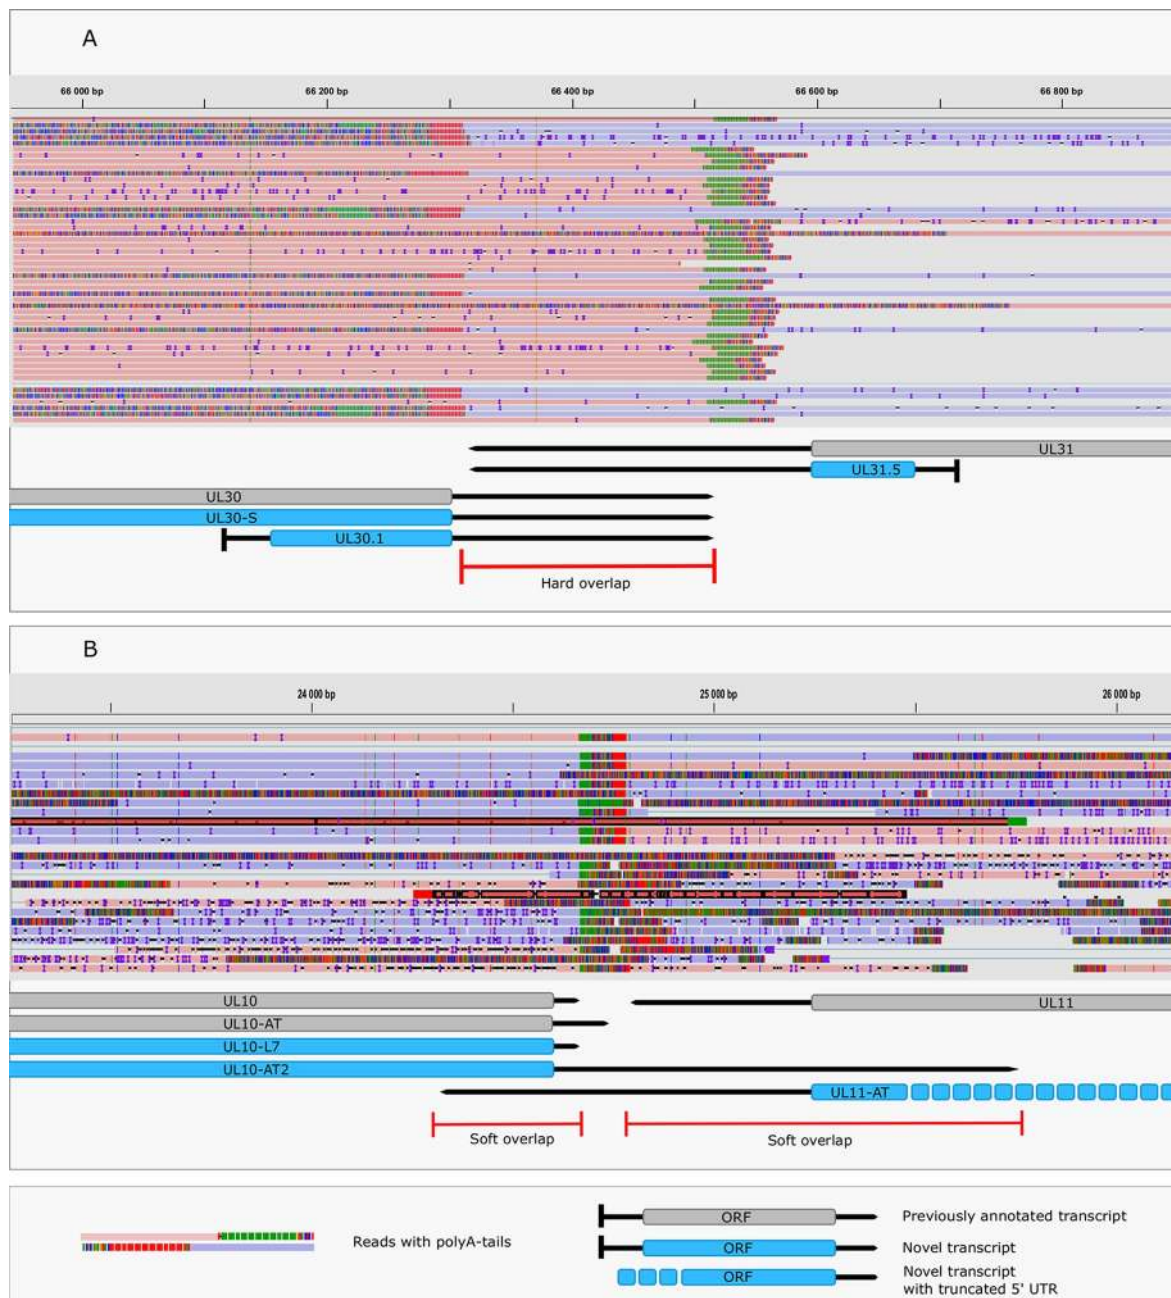 A
66 000 bp 66 200 bp 66 400 bp 66 600 bp 66 800 bp
UL31
UL31.5
UL30
UL30-S
UL30.1
Hard overlap
B
24 000 bp 25 000 bp 26 000 bp
UL10 UL11
UL10-AT
UL10-L7
UL10-AT2
UL11-AT
Soft overlap Soft overlap
Reads with polyA-tails
ORF Previously annotated transcript
ORF Novel transcript
ORF Novel transcript
with truncated 5' UTR